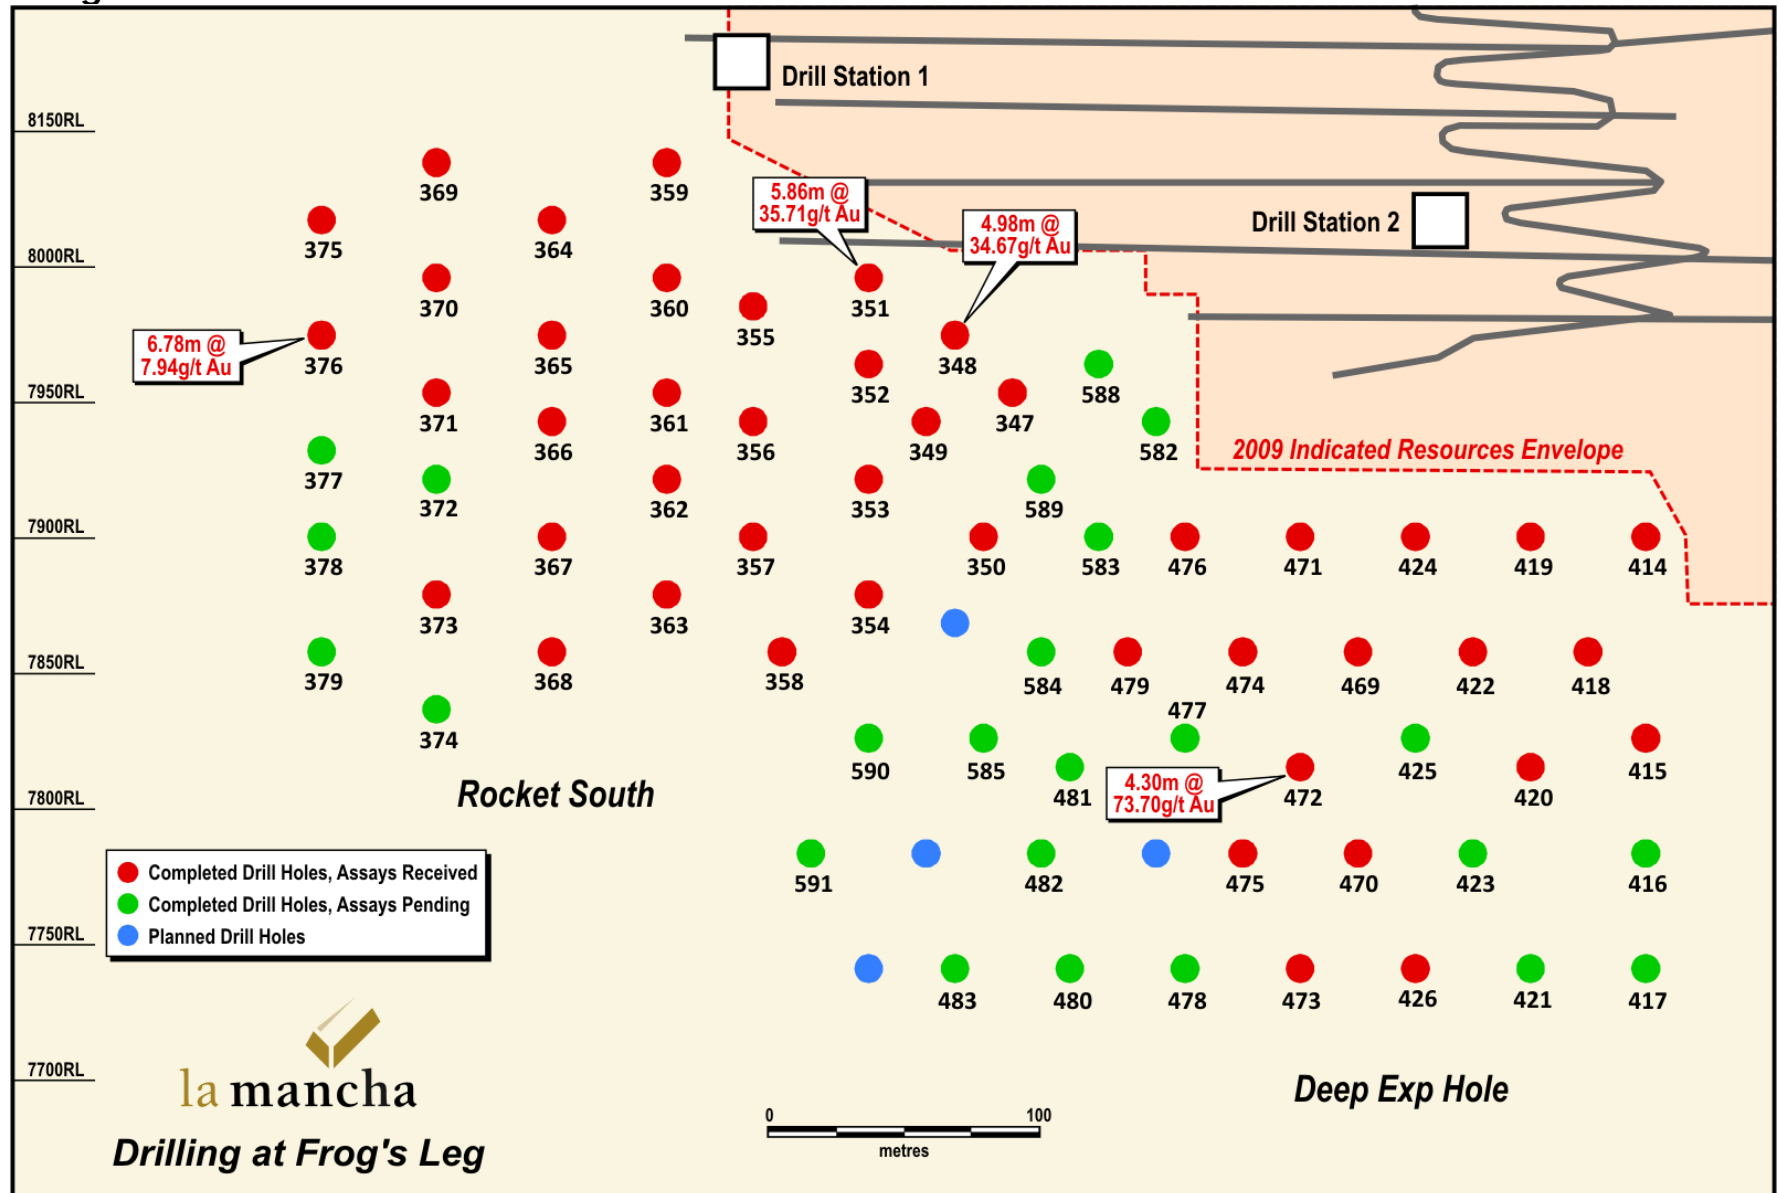 Drill Station 1
8150RL
369
359
5.86m @
35.71g/t Au
4.98m @
34.67g/t Au
Drill Station 2
375
364
8000RL
370
360
351
355
6.78m @
7.94g/t Au
376
365
348
352
588
7950RL
371
361
347
366
356
349
582
2009 Indicated Resources Envelope
377
372
362
353
589
7900RL
378
367
357
350
583
476
471
424
419
414
373
363
354
7850RL
379
368
358
584
479
474
469
422
418
477
374
590
585
425
415
Rocket South
481
4.30m @
73.70g/t Au
472
420
7800RL
591
482
475
470
423
416
Completed Drill Holes, Assays Received
Completed Drill Holes, Assays Pending
Planned Drill Holes
7750RL
483
480
478
473
426
421
417
7700RL
la mancha
Deep Exp Hole
0 100
metres
Drilling at Frog's Leg